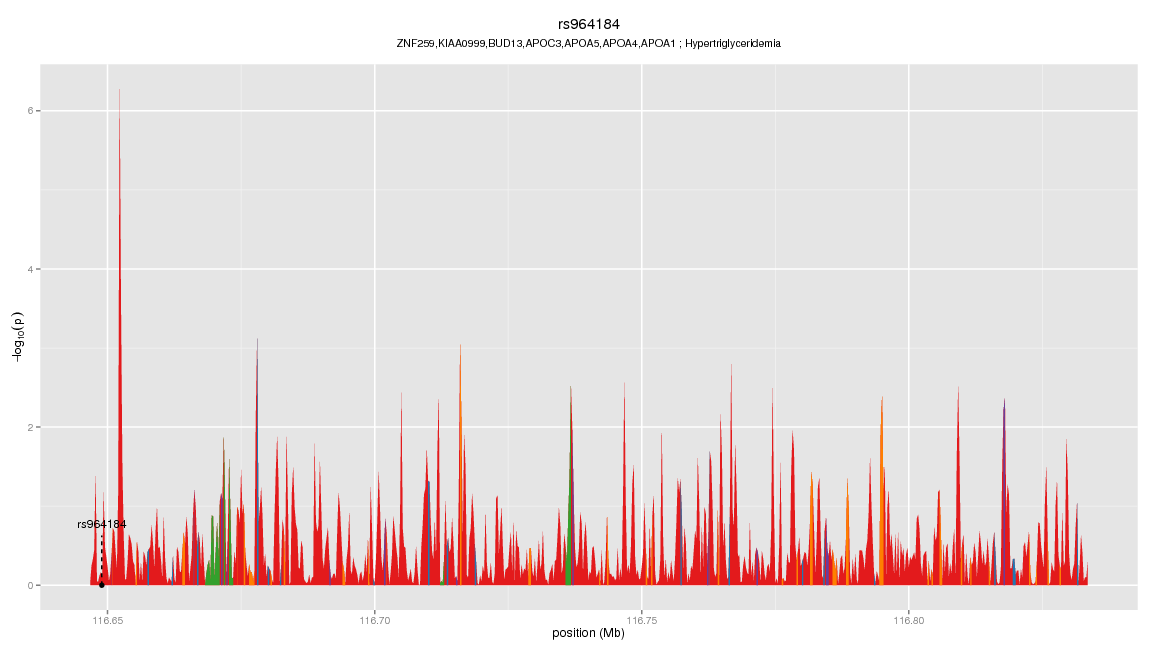 rs964184
ZNF259,KIAA0999,BUD13,APOC3,APOA5,APOA4,APOA1 ; Hypertriglyceridemia
6
4
2
0
-log10(p)
rs964184
116.65 116.70 116.75 116.80
position (Mb)